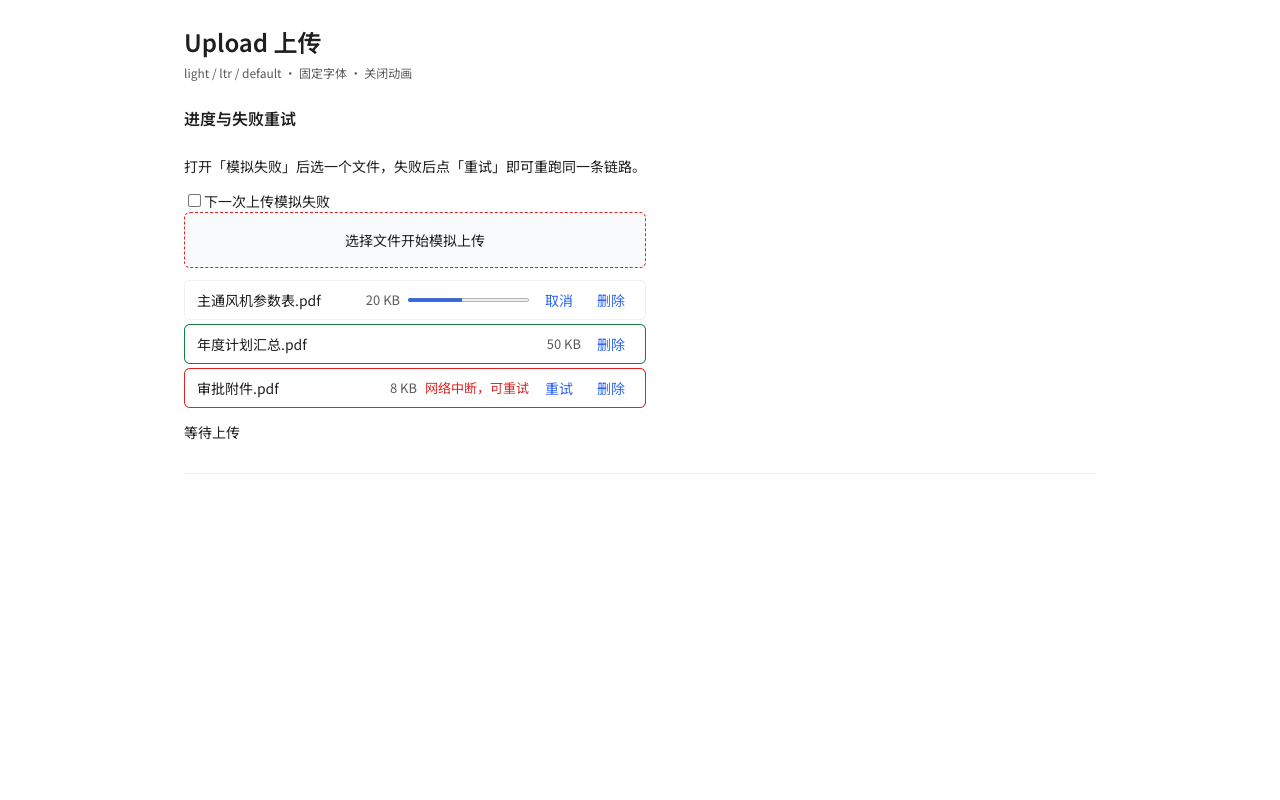 Upload 上传
light / ltr / default · 固定字体 · 关闭动画
进度与失败重试
打开「模拟失败」后选一个文件，失败后点「重试」即可重跑同一条链路。
下一次上传模拟失败
选择文件开始模拟上传
主通风机参数表.pdf 20 KB 取消 删除
年度计划汇总.pdf 50 KB 删除
审批附件.pdf 8 KB 网络中断，可重试 重试 删除
等待上传